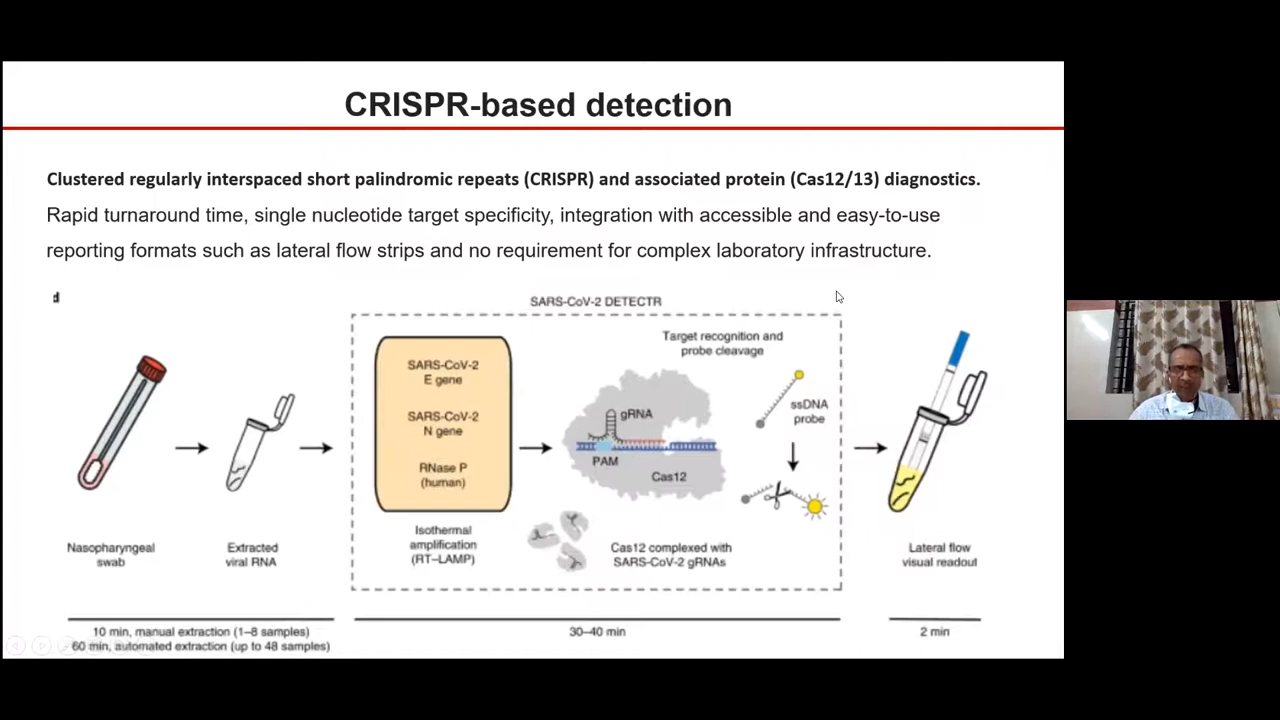 CRISPR-based detection
Clustered regularly interspaced short palindromic repeats (CRISPR) and associated protein (Cas12/13) diagnostics.
Rapid turnaround time, single nucleotide target specificity, integration with accessible and easy-to-use
reporting formats such as lateral flow strips and no requirement for complex laboratory infrastructure.
d
SARS-CoV-2 DETECTR
SARS-CoV-2
E gene
SARS-CoV-2
N gene
RNase P
(human)
Target recognition and
probe cleavage
gRNA
PAM
Cas12
ssDNA
probe
Nasopharyngeal
swab
Extracted
viral RNA
Isothermal
amplification
(RT–LAMP)
Cas12 complexed with
SARS-CoV-2 gRNAs
Lateral flow
visual readout
10 min, manual extraction (1–8 samples)
60 min, automated extraction (up to 48 samples)
30–40 min
2 min